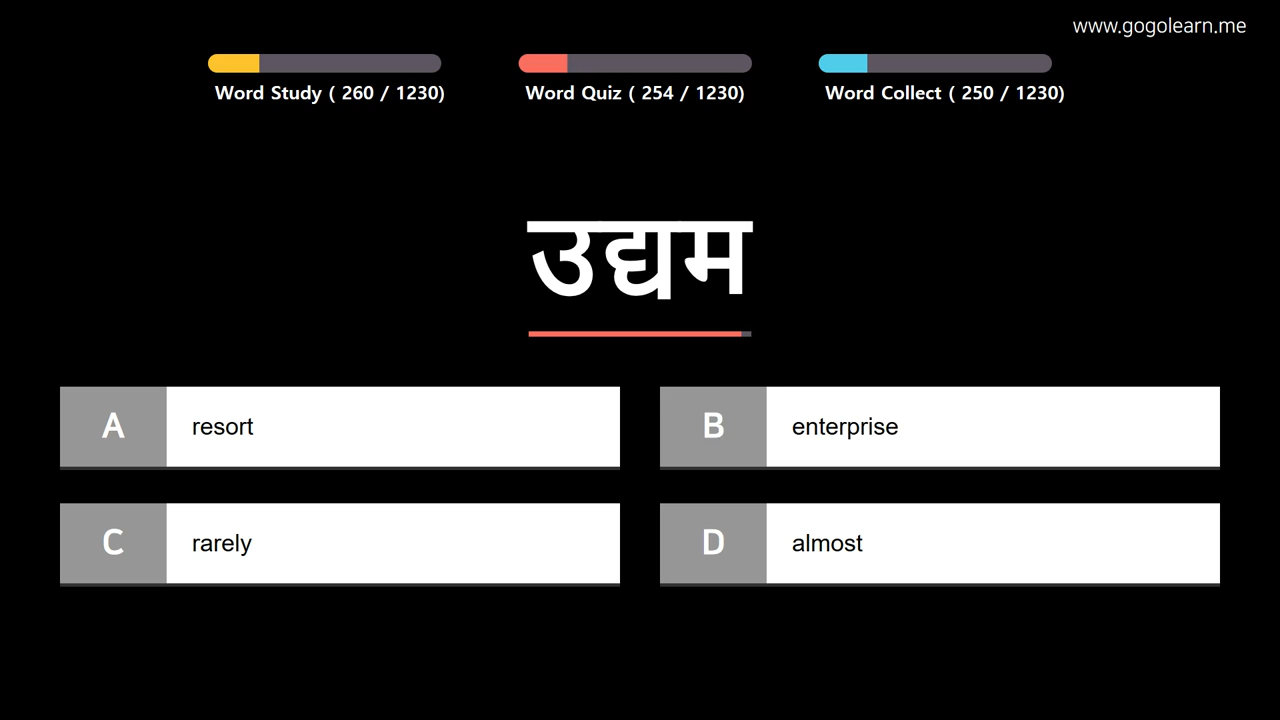 www.gogolearn.me
Word Study ( 260 / 1230)
Word Quiz ( 254 / 1230)
Word Collect ( 250 / 1230)
उद्यम
A resort
B enterprise
C rarely
D almost